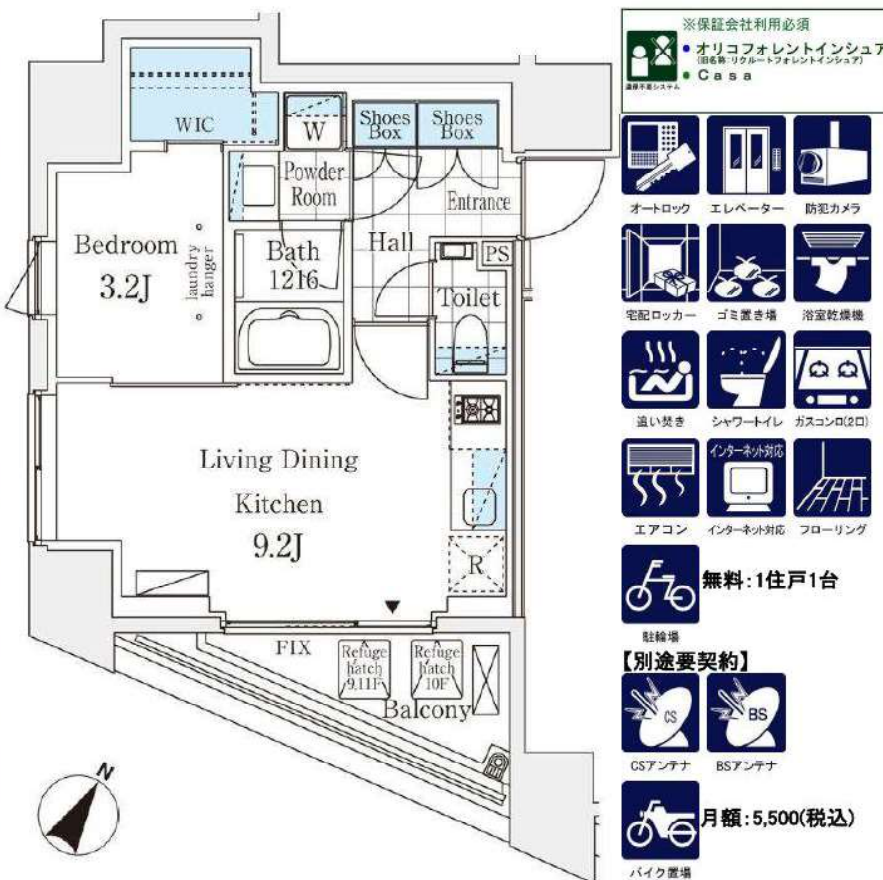 WIC
W
Shoes
Box
Shoes
Box
Powder
Room
Entrance
Bedroom
3.2J
laundry
hanger
Bath
1216
Hall
PS
Toilet
Living Dining
Kitchen
9.2J
R
FIX
Refuge
hatch
9,11F
Refuge
hatch
10F
Balcony
N
※保証会社利用必須
オリコフォレントインシュア
(旧名称:リクルートフォレントインシュア)
Casa
オートロック
エレベーター
防犯カメラ
宅配ロッカー
ゴミ置き場
浴室乾燥機
追い焚き
シャワートイレ
ガスコンロ(2口)
エアコン
インターネット対応
インターネット対応
フローリング
無料:1住戸1台
駐輪場
【別途要契約】
CS
BS
CSアンテナ
BSアンテナ
月額:5,500(税込)
バイク置場